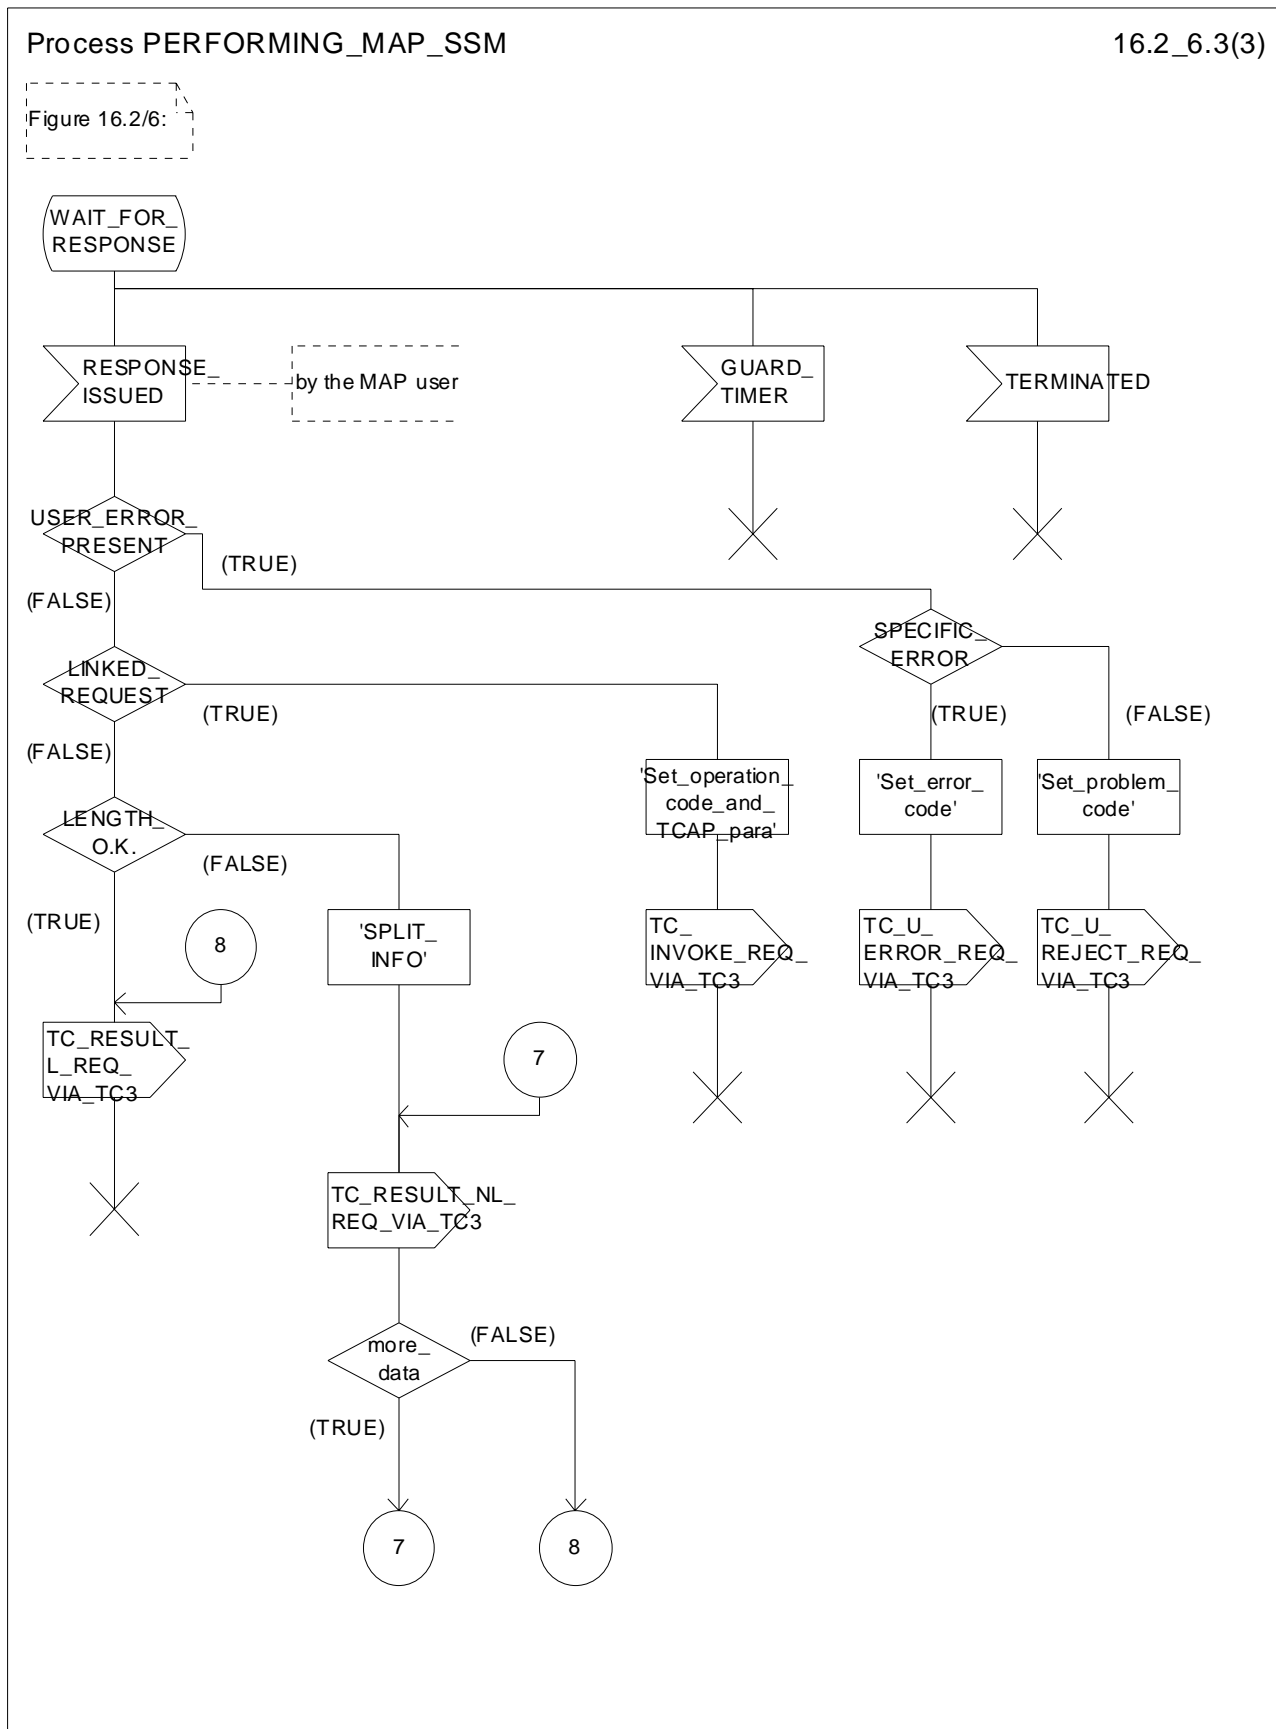 Process PERFORMING_MAP_SSM
16.2_6.3(3)
Figure 16.2/6:
WAIT_FOR_
RESPONSE
RESPONSE_
ISSUED
by the MAP user
GUARD_
TIMER
TERMINATED
USER_ERROR_
PRESENT
(TRUE)
(FALSE)
SPECIFIC_
ERROR
LINKED_
REQUEST
(TRUE)
(TRUE)
(FALSE)
(FALSE)
'Set_operation_
code_and_
TCAP_para'
'Set_error_
code'
'Set_problem_
code'
LENGTH_
O.K.
(FALSE)
(TRUE)
8
'SPLIT_
INFO'
TC_
INVOKE_REQ_
VIA_TC3
TC_U_
ERROR_REQ_
VIA_TC3
TC_U_
REJECT_REQ_
VIA_TC3
TC_RESULT_
L_REQ_
VIA_TC3
7
TC_RESULT_NL_
REQ_VIA_TC3
more_
data
(FALSE)
(TRUE)
7
8